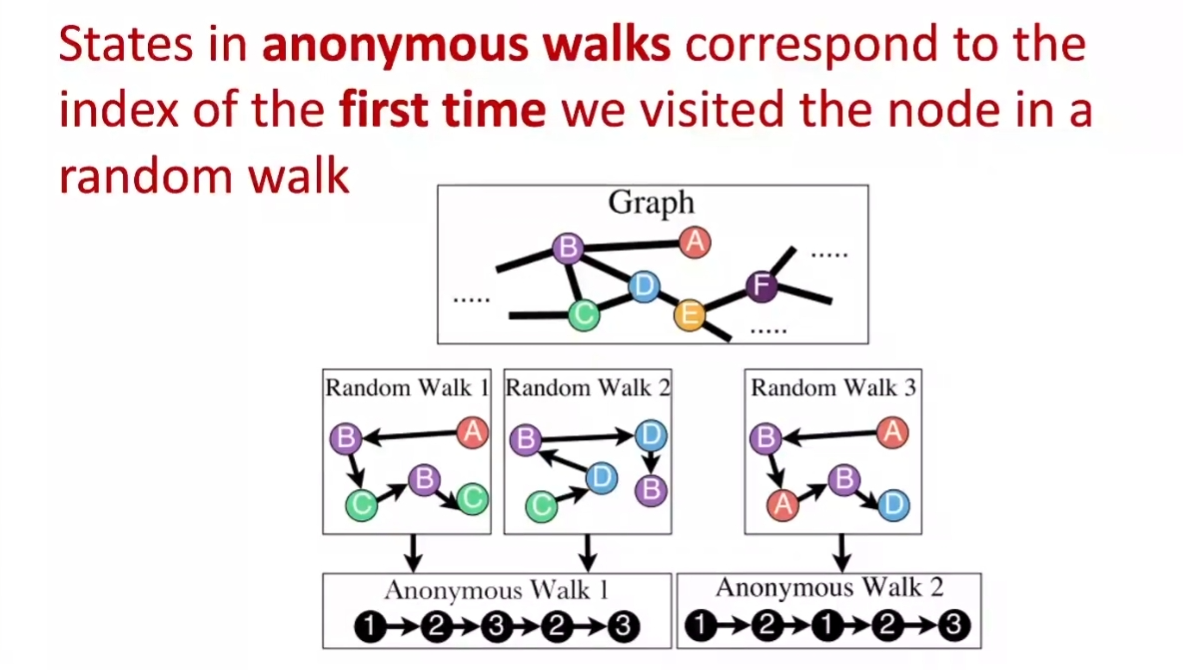 States in anonymous walks correspond to the
index of the first time we visited the node in a
random walk
Graph
B
A
.....
D
F
.....
C
E
.....
Random Walk 1
B
A
B
C
C
Random Walk 2
B
D
D
B
C
Random Walk 3
B
A
B
A
D
Anonymous Walk 1
1 2 3 2 3
Anonymous Walk 2
1 2 1 2 3